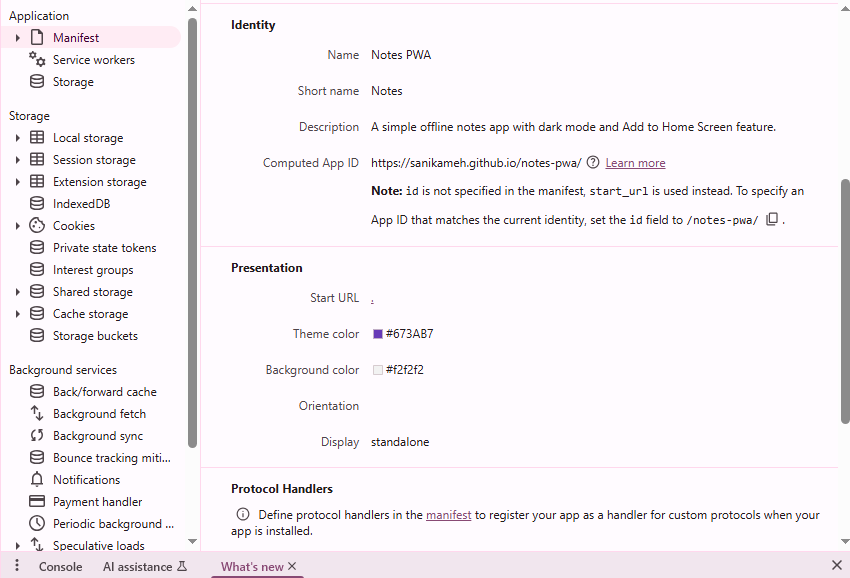 Application
Manifest
Service workers
Storage
Storage
Local storage
Session storage
Extension storage
IndexedDB
Cookies
Private state tokens
Interest groups
Shared storage
Cache storage
Storage buckets
Background services
Back/forward cache
Background fetch
Background sync
Bounce tracking miti...
Notifications
Payment handler
Periodic background ...
Speculative loads
Identity
Name Notes PWA
Short name Notes
Description A simple offline notes app with dark mode and Add to Home Screen feature.
Computed App ID https://sanikameh.github.io/notes-pwa/ Learn more
Note: id is not specified in the manifest, start_url is used instead. To specify an
App ID that matches the current identity, set the id field to /notes-pwa/ .
Presentation
Start URL .
Theme color #673AB7
Background color #f2f2f2
Orientation
Display standalone
Protocol Handlers
Define protocol handlers in the manifest to register your app as a handler for custom protocols when your
app is installed.
Console AI assistance What's new